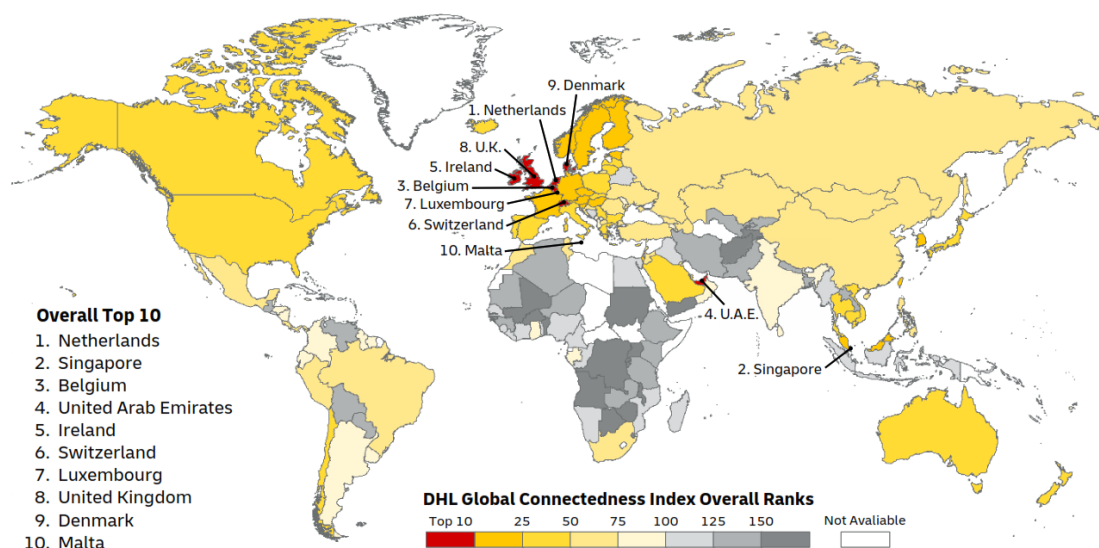 9. Denmark
1. Netherlands
8. U.K.
5. Ireland
3. Belgium
7. Luxembourg
6. Switzerland
10. Malta
4. U.A.E.
2. Singapore
Overall Top 10
1. Netherlands
2. Singapore
3. Belgium
4. United Arab Emirates
5. Ireland
6. Switzerland
7. Luxembourg
8. United Kingdom
9. Denmark
10. Malta
DHL Global Connectedness Index Overall Ranks
Top 10 25 50 75 100 125 150 Not Avaliable